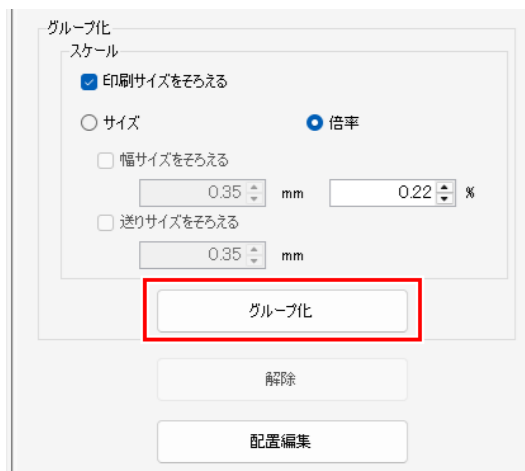 グループ化
スケール
印刷サイズをそろえる
サイズ 倍率
幅サイズをそろえる
0.35 mm 0.22 %
送りサイズをそろえる
0.35 mm
グループ化
解除
配置編集